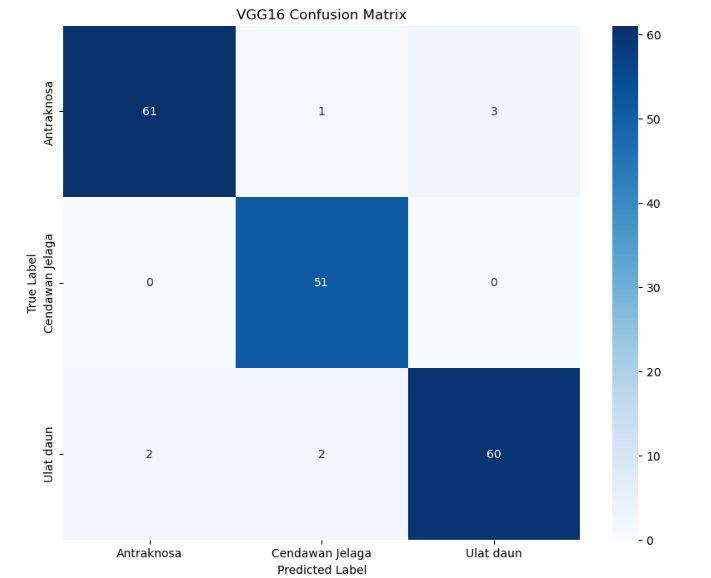 VGG16 Confusion Matrix
Antraknosa
61
1
3
60
50
40
30
20
10
0
True Label
Cendawan Jelaga
0
51
0
Ulat daun
2
2
60
Antraknosa
Cendawan Jelaga
Ulat daun
Predicted Label